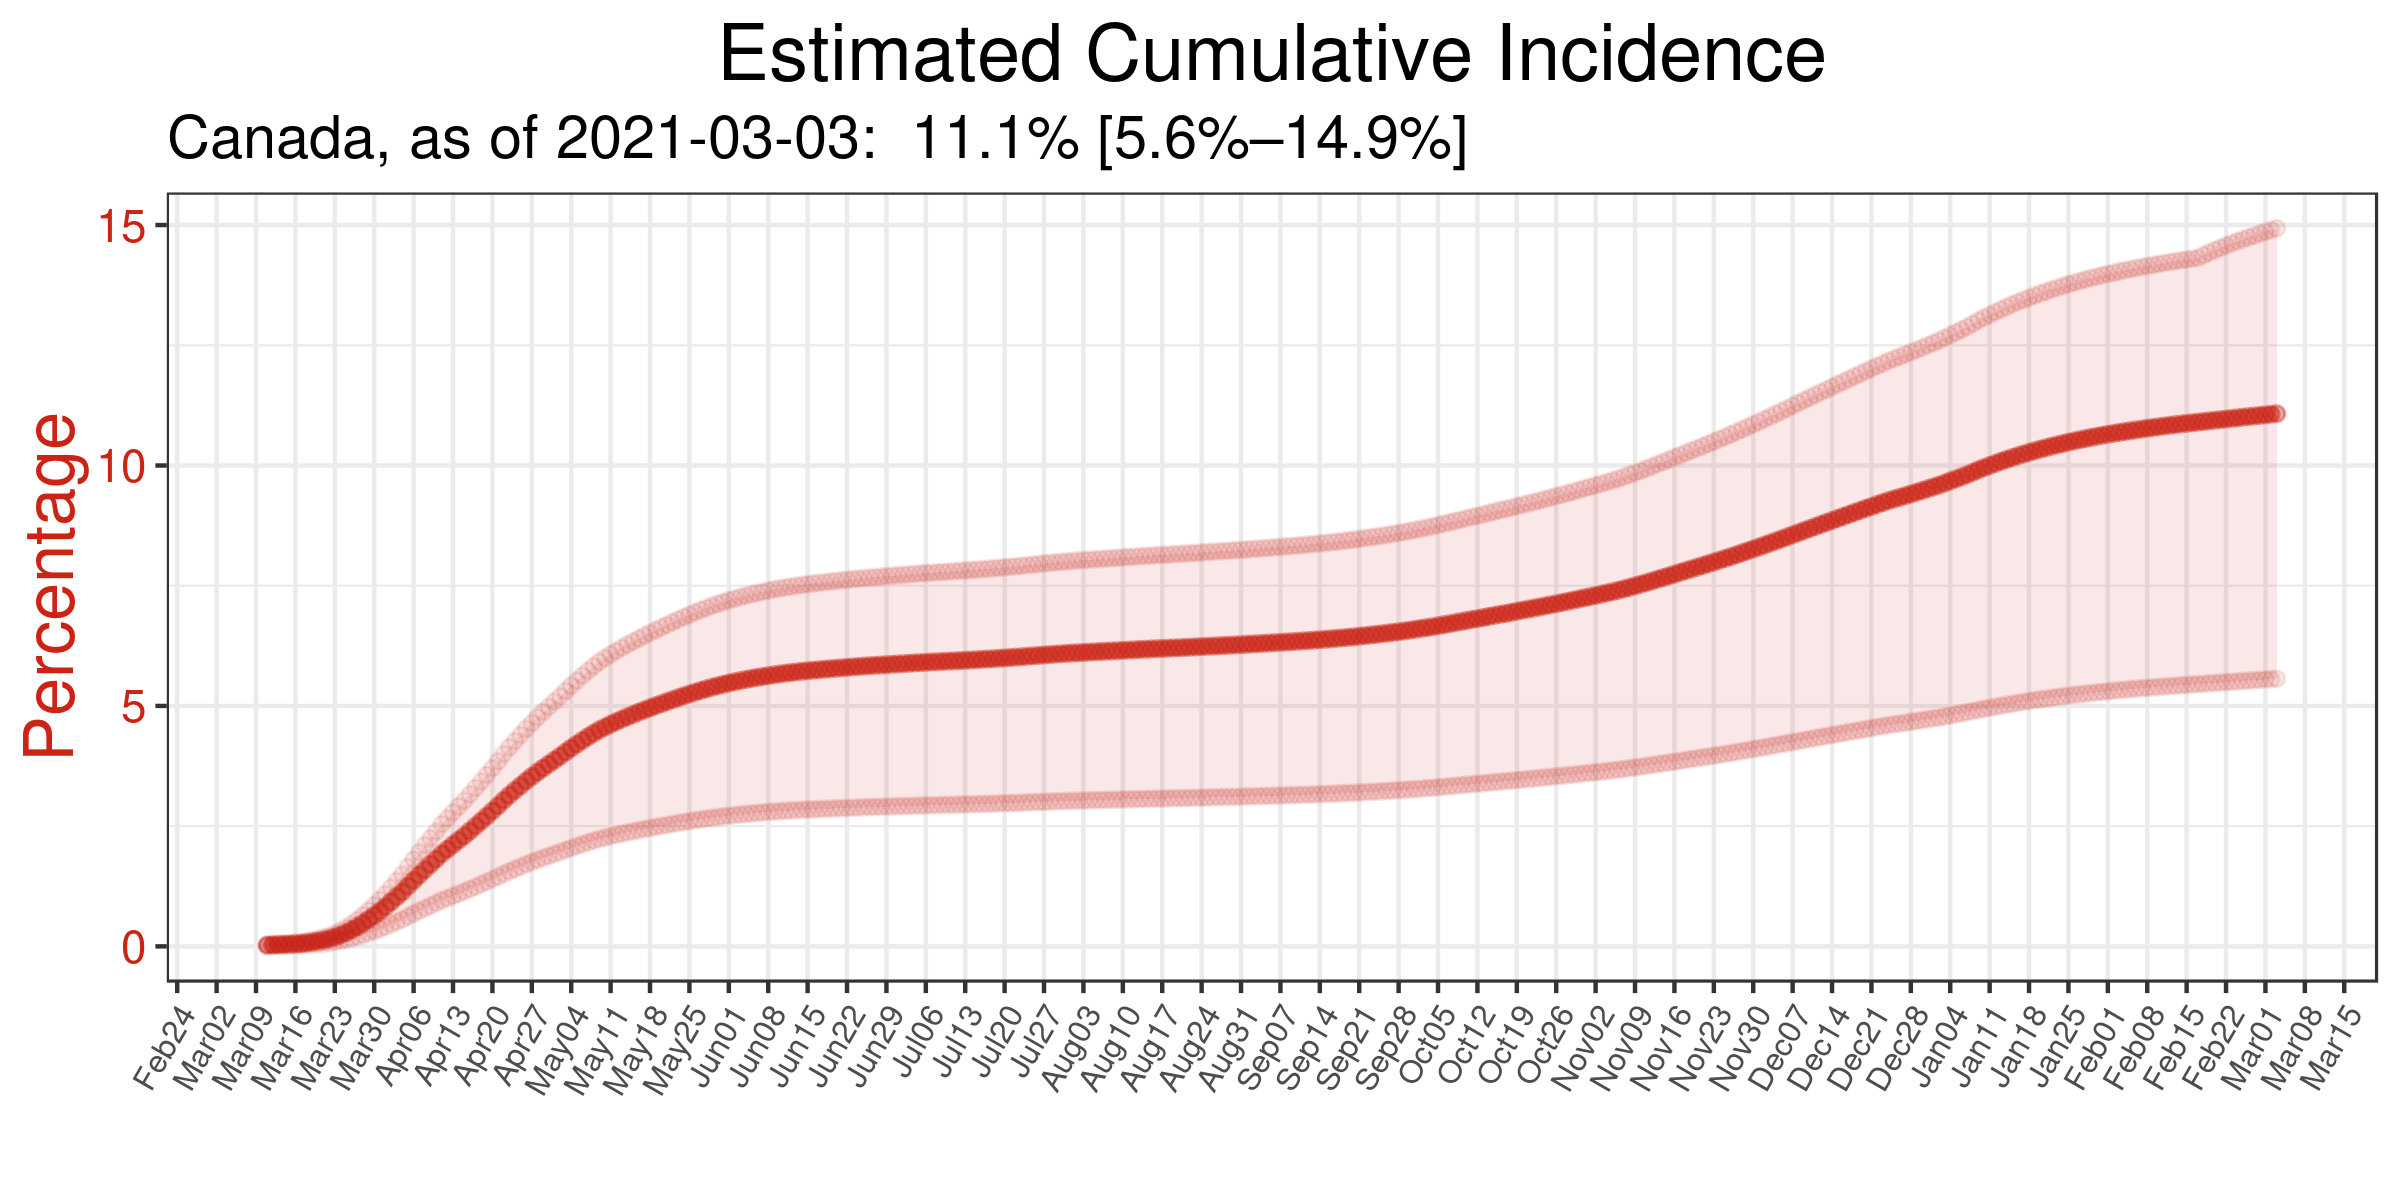 Estimated Cumulative Incidence
Canada, as of 2021-03-03:  11.1% [5.6%–14.9%]
Percentage
15
10
5
0
Feb24
Mar02
Mar09
Mar16
Mar23
Mar30
Apr06
Apr13
Apr20
Apr27
May04
May11
May18
May25
Jun01
Jun08
Jun15
Jun22
Jun29
Jul06
Jul13
Jul20
Jul27
Aug03
Aug10
Aug17
Aug24
Aug31
Sep07
Sep14
Sep21
Sep28
Oct05
Oct12
Oct19
Oct26
Nov02
Nov09
Nov16
Nov23
Nov30
Dec07
Dec14
Dec21
Dec28
Jan04
Jan11
Jan18
Jan25
Feb01
Feb08
Feb15
Feb22
Mar01
Mar08
Mar15